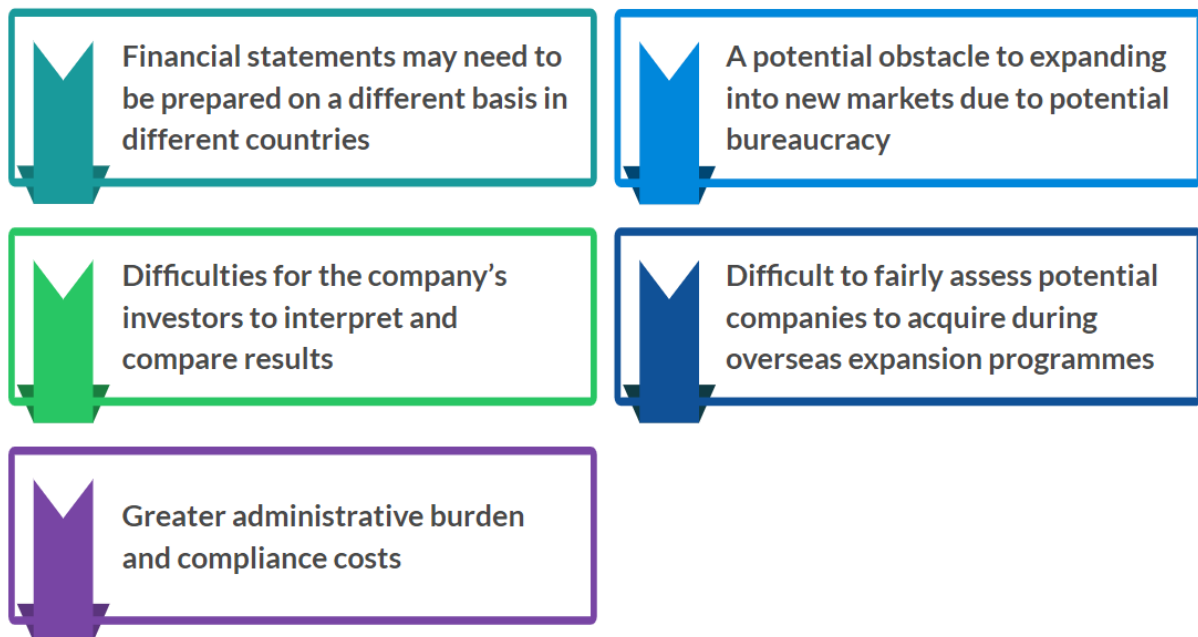 Financial statements may need to
be prepared on a different basis in
different countries
A potential obstacle to expanding
into new markets due to potential
bureaucracy
Difficulties for the company’s
investors to interpret and
compare results
Difficult to fairly assess potential
companies to acquire during
overseas expansion programmes
Greater administrative burden
and compliance costs